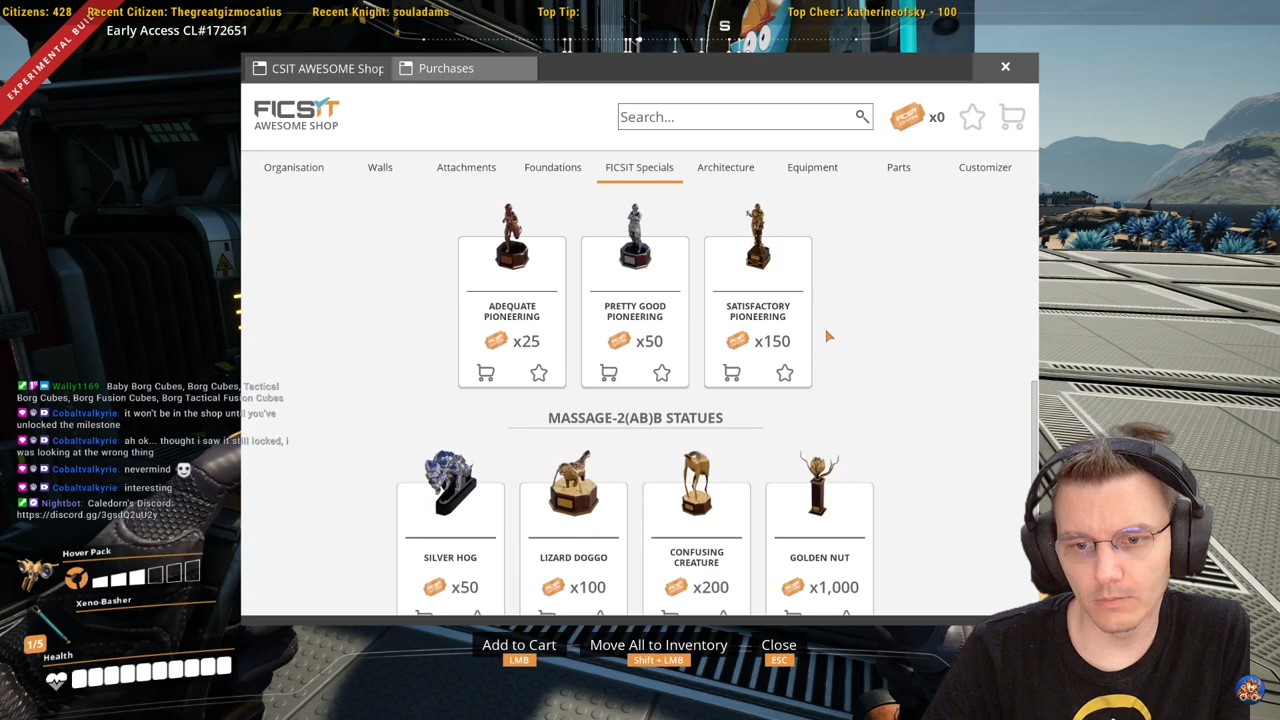 Citizens: 428
Recent Citizen: Thegreatgizmocatius
Recent Knight: souladams
Top Tip:
Top Cheer: katherineofsky - 100
Early Access CL#172651
S
CSIT AWESOME Shop
Purchases
FICSIT
AWESOME SHOP
Search...
x0
Organisation
Walls
Attachments
Foundations
FICSIT Specials
Architecture
Equipment
Parts
Customizer
ADEQUATE
PIONEERING
x25
PRETTY GOOD
PIONEERING
x50
SATISFACTORY
PIONEERING
x150
MASSAGE-2(AB)B STATUES
SILVER HOG
x50
LIZARD DOGGO
x100
CONFUSING
CREATURE
x200
GOLDEN NUT
x1,000
Wally1169: Baby Borg Cubes, Borg Cubes, Tactical
Borg Cubes, Borg Fusion Cubes, Borg Tactical Fusion Cubes
Cobaltvalkyrie: it won't be in the shop until you've
unlocked the milestone
Cobaltvalkyrie: ah ok... thought i saw it still locked, i
was looking at the wrong thing
Cobaltvalkyrie: nevermind
Cobaltvalkyrie: interesting
Nightbot: Caledorn's Discord:
https://discord.gg/3gsdQ2uU2y
Hover Pack
Xeno-Basher
1/5
Health
Add to Cart
LMB
Move All to Inventory
Shift + LMB
Close
ESC